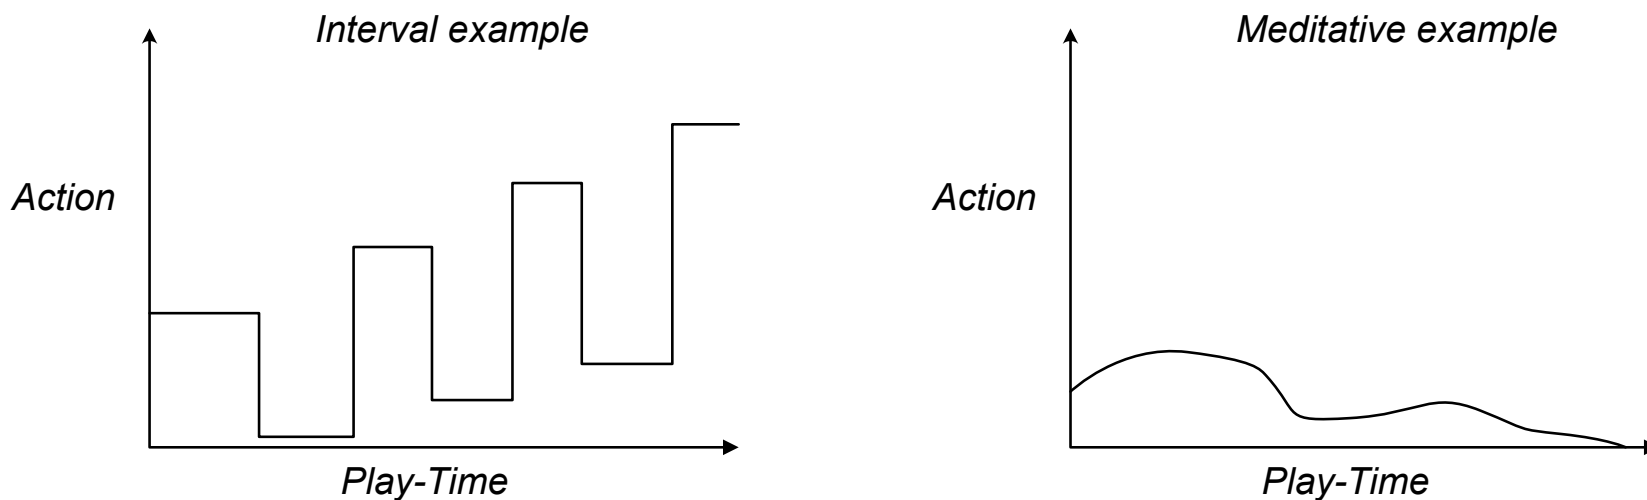 Interval example
Action
Play-Time
Meditative example
Action
Play-Time